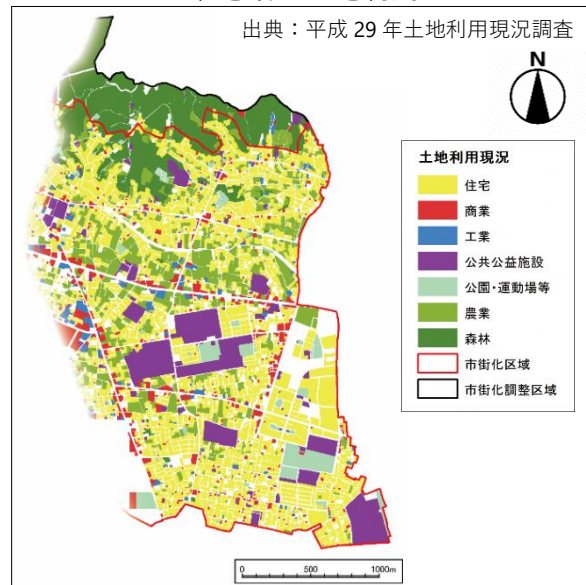 出典：平成 29 年土地利用現況調査
N
土地利用現況
住宅
商業
工業
公共公益施設
公園・運動場等
農業
森林
市街化区域
市街化調整区域
0 500 1000m